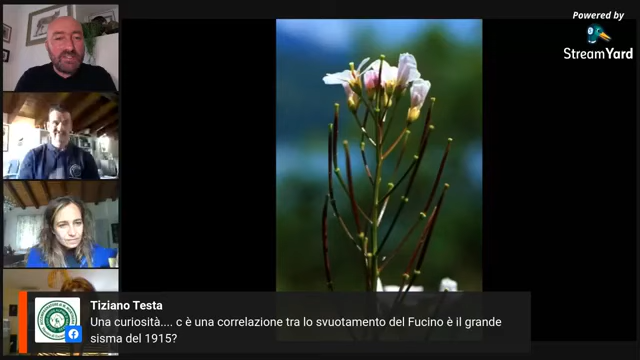 Powered by
StreamYard
Tiziano Testa
Una curiosità.... c è una correlazione tra lo svuotamento del Fucino è il grande
sisma del 1915?